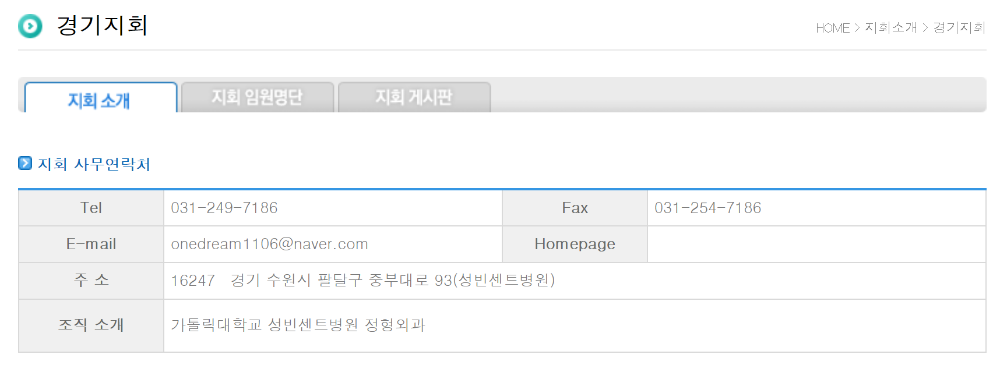 경기지회
HOME > 지회소개 > 경기지회
지회 소개 지회 임원명단 지회 게시판
지회 사무연락처
Tel 031-249-7186 Fax 031-254-7186
E-mail onedream1106@naver.com Homepage
주 소 16247 경기 수원시 팔달구 중부대로 93(성빈센트병원)
조직 소개 가톨릭대학교 성빈센트병원 정형외과